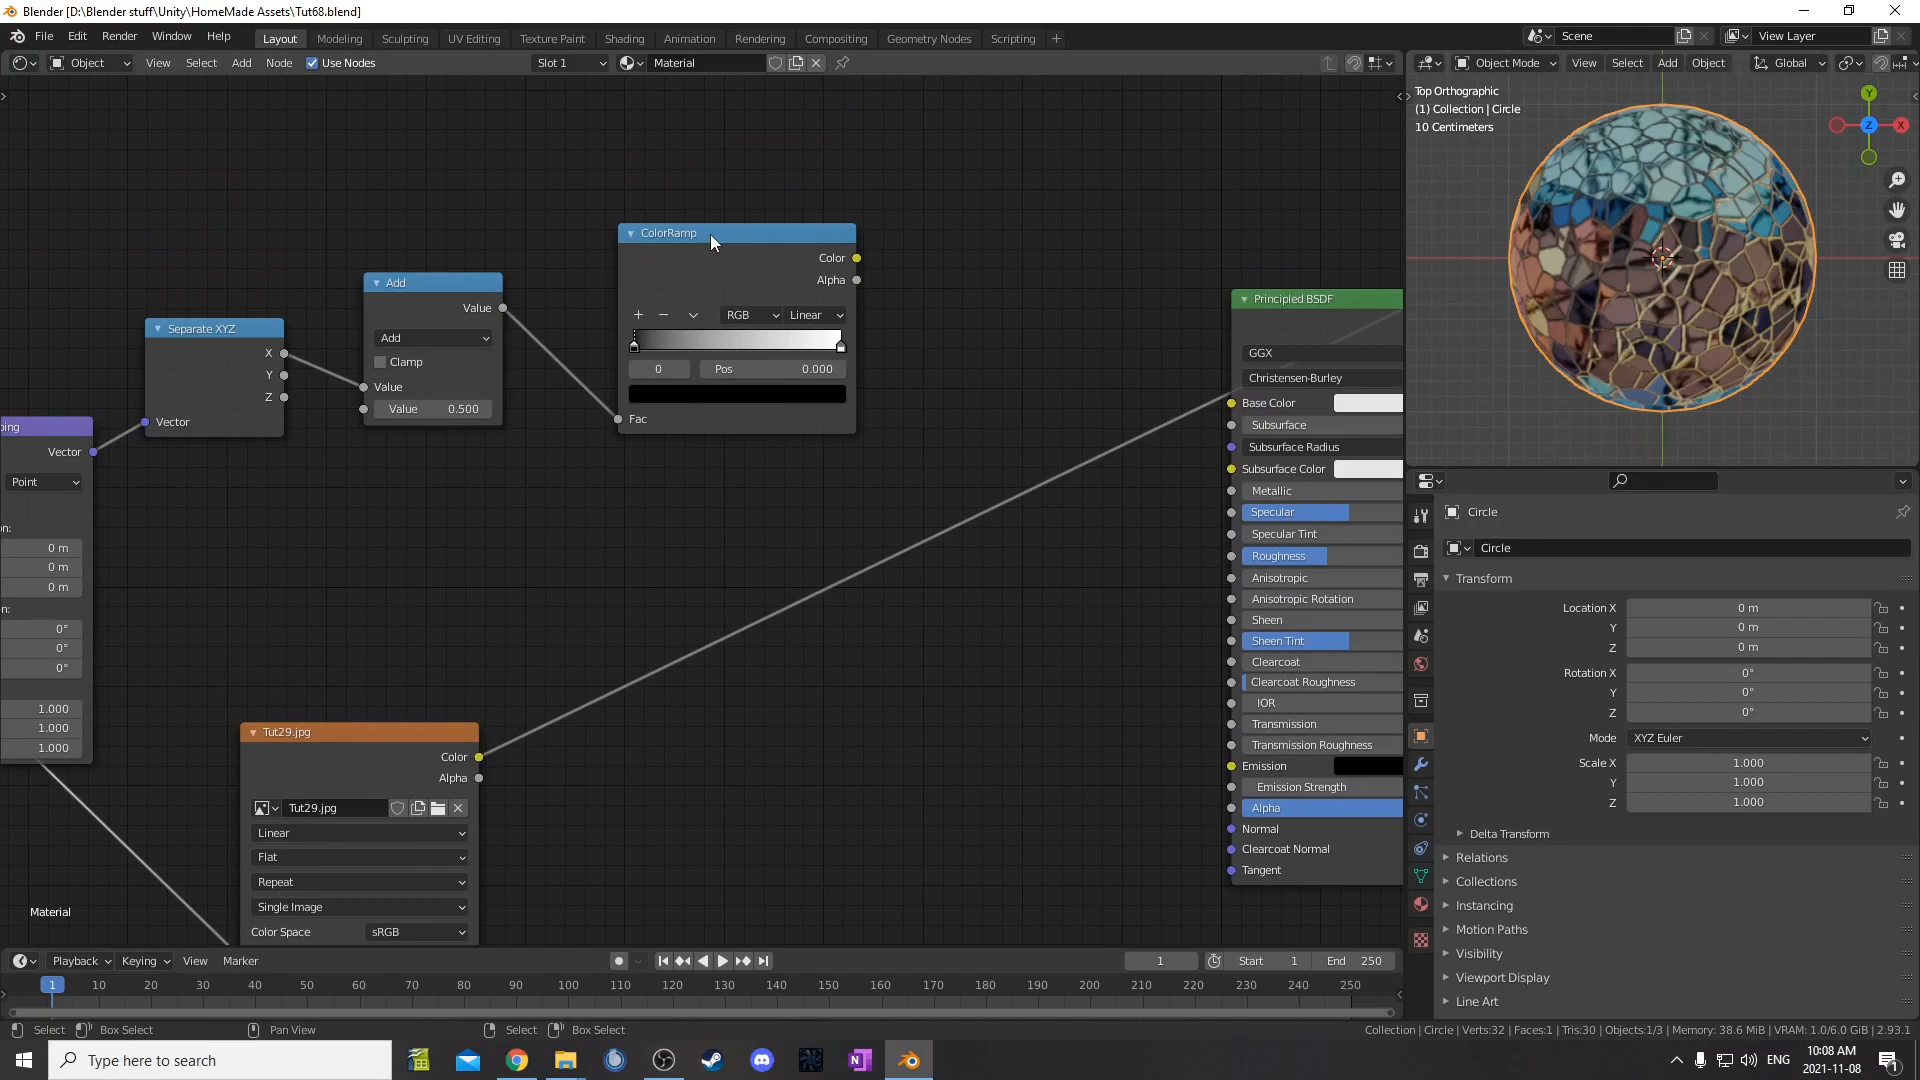 Blender [D:\Blender stuff\Unity\HomeMade Assets\Tut68.blend]
File Edit Render Window Help Layout Modeling Sculpting UV Editing Texture Paint Shading Animation Rendering Compositing Geometry Nodes Scripting Scene View Layer
Object View Select Add Node Use Nodes Slot 1 Material
Object Mode View Select Add Object Global
Top Orthographic
(1) Collection | Circle
10 Centimeters
Y
Z
X
ColorRamp
Color
Alpha
RGB Linear
0 Pos 0.000
Fac
Add
Value
Add
Clamp
Value
Value 0.500
Separate XYZ
X
Y
Z
Vector
ping
Vector
Point
n:
0 m
0 m
0 m
n:
0°
0°
0°
1.000
1.000
1.000
Tut29.jpg
Color
Alpha
Tut29.jpg
Linear
Flat
Repeat
Single Image
Color Space sRGB
Material
Principled BSDF
GGX
Christensen-Burley
Base Color
Subsurface
Subsurface Radius
Subsurface Color
Metallic
Specular
Specular Tint
Roughness
Anisotropic
Anisotropic Rotation
Sheen
Sheen Tint
Clearcoat
Clearcoat Roughness
IOR
Transmission
Transmission Roughness
Emission
Emission Strength
Alpha
Normal
Clearcoat Normal
Tangent
Circle
Circle
Transform
Location X 0 m
Y 0 m
Z 0 m
Rotation X 0°
Y 0°
Z 0°
Mode XYZ Euler
Scale X 1.000
Y 1.000
Z 1.000
Delta Transform
Relations
Collections
Instancing
Motion Paths
Visibility
Viewport Display
Line Art
Playback Keying View Marker 1 Start 1 End 250
1 10 20 30 40 50 60 70 80 90 100 110 120 130 140 150 160 170 180 190 200 210 220 230 240 250
Select Box Select Pan View Select Box Select Collection | Circle | Verts:32 | Faces:1 | Tris:30 | Objects:1/3 | Memory: 38.6 MiB | VRAM: 1.0/6.0 GiB | 2.93.1
Type here to search
ENG
10:08 AM
2021-11-08
1